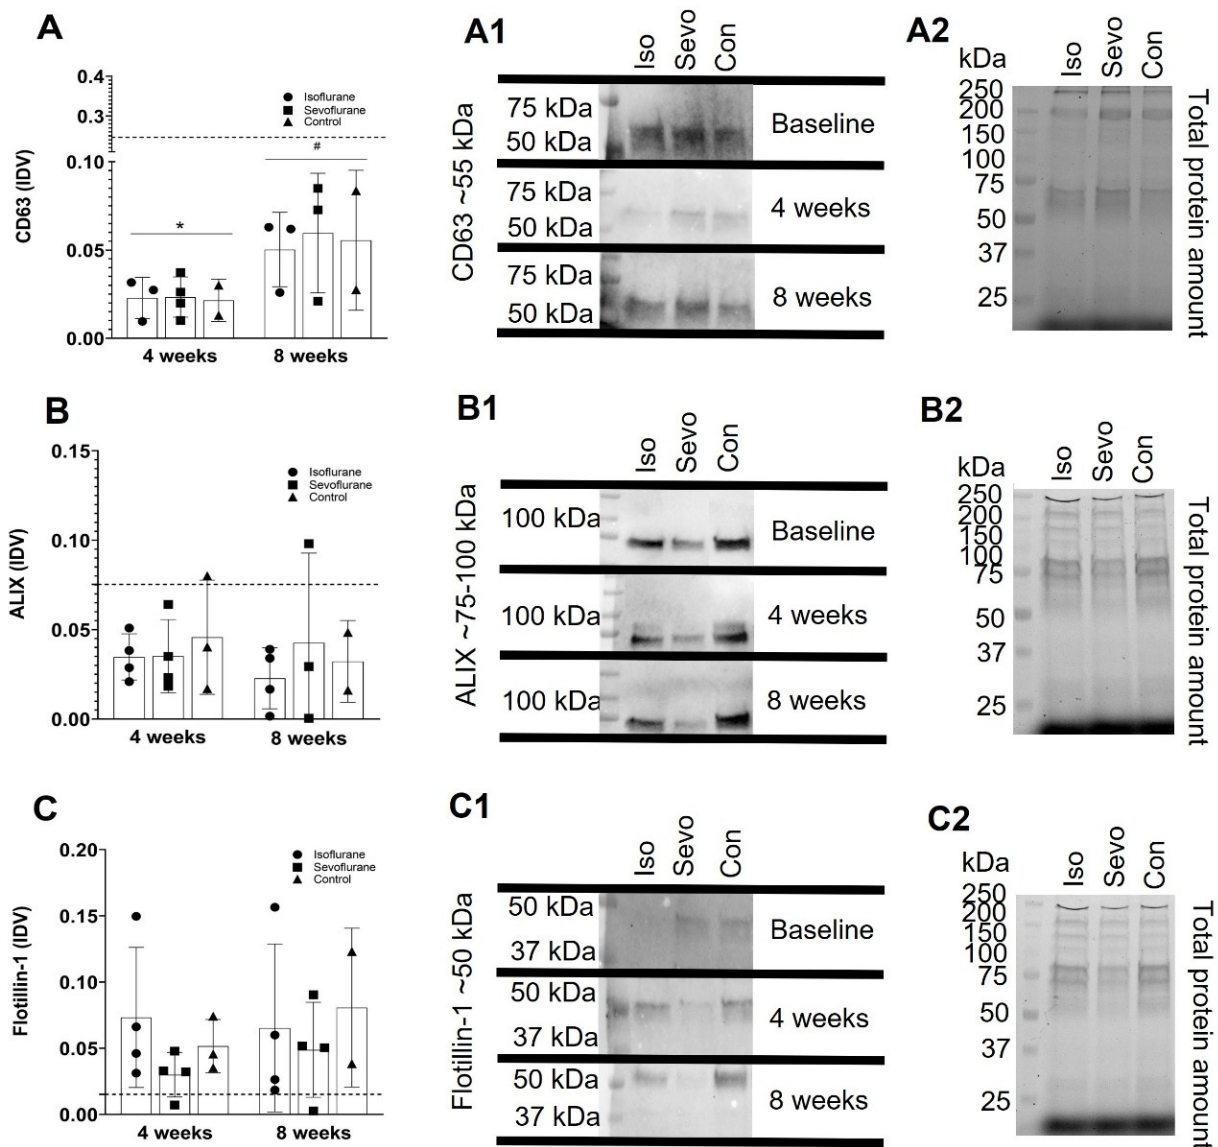 A
0.4
0.3
0.10
0.05
0.00
CD63 (IDV)
Isoflurane
Sevoflurane
Control
*
#
4 weeks
8 weeks
A1
Iso
Sevo
Con
CD63 ~55 kDa
75 kDa
50 kDa
Baseline
75 kDa
50 kDa
4 weeks
75 kDa
50 kDa
8 weeks
A2
kDa
Iso
Sevo
Con
250
200
150
100
75
50
37
25
Total protein amount
B
0.15
0.10
0.05
0.00
ALIX (IDV)
Isoflurane
Sevoflurane
Control
4 weeks
8 weeks
B1
Iso
Sevo
Con
ALIX ~75-100 kDa
100 kDa
Baseline
100 kDa
4 weeks
100 kDa
8 weeks
B2
kDa
Iso
Sevo
Con
250
200
150
100
75
50
37
25
Total protein amount
C
0.20
0.15
0.10
0.05
0.00
Flotillin-1 (IDV)
Isoflurane
Sevoflurane
Control
4 weeks
8 weeks
C1
Iso
Sevo
Con
Flotillin-1 ~50 kDa
50 kDa
37 kDa
Baseline
50 kDa
37 kDa
4 weeks
50 kDa
37 kDa
8 weeks
C2
kDa
Iso
Sevo
Con
250
200
150
100
75
50
37
25
Total protein amount